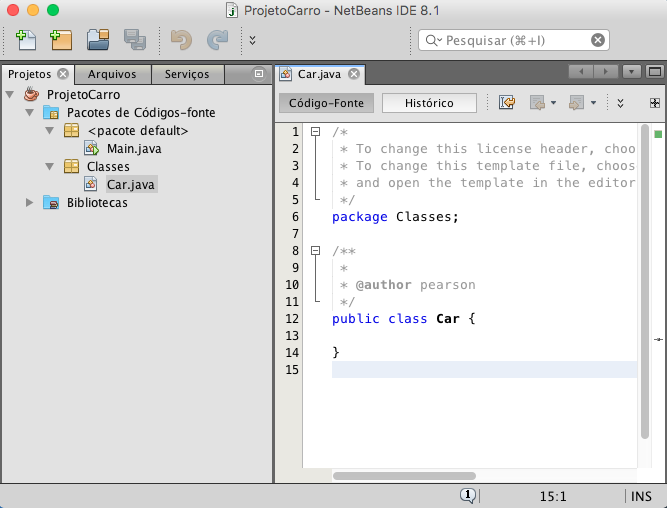 ProjetoCarro - NetBeans IDE 8.1
Pesquisar (⌘+I)
Projetos
Arquivos
Serviços
ProjetoCarro
Pacotes de Códigos-fonte
<pacote default>
Main.java
Classes
Car.java
Bibliotecas
Car.java
Código-Fonte
Histórico
1 /*
2 * To change this license header, choo
3 * To change this template file, choos
4 * and open the template in the editor
5 */
6 package Classes;
7
8 /**
9 *
10 * @author pearson
11 */
12 public class Car {
13
14 }
15
1
15:1
INS